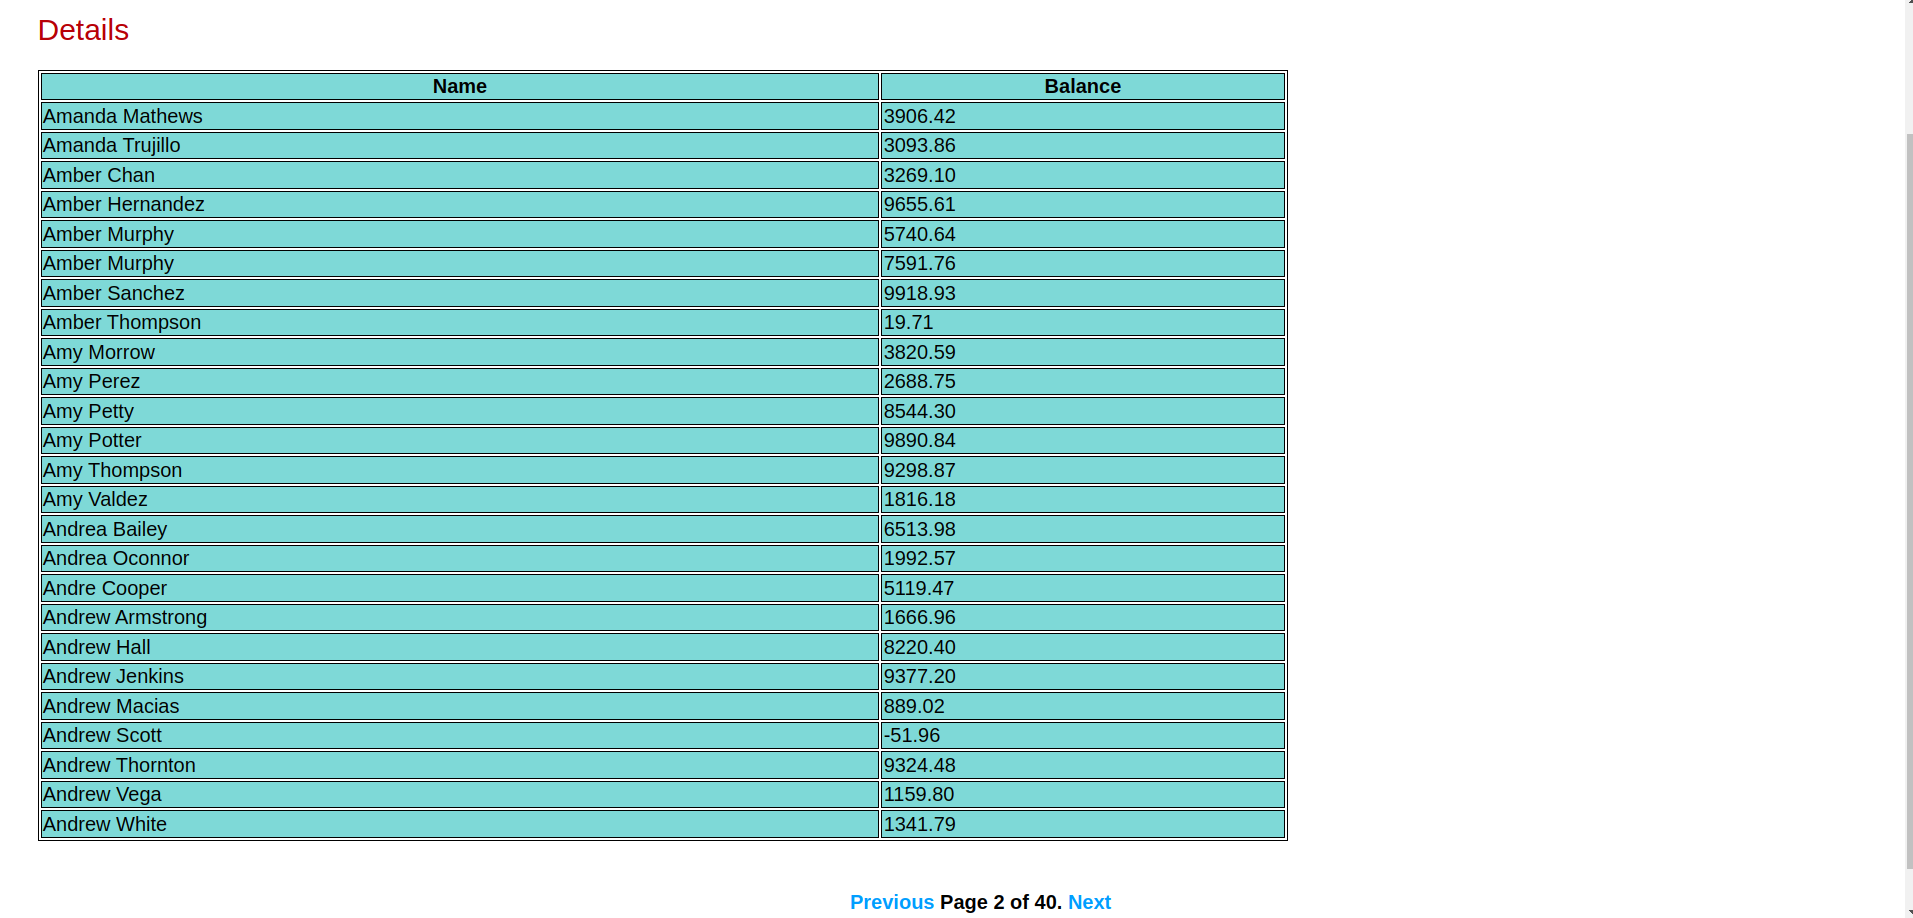 Details
Name Balance
Amanda Mathews 3906.42
Amanda Trujillo 3093.86
Amber Chan 3269.10
Amber Hernandez 9655.61
Amber Murphy 5740.64
Amber Murphy 7591.76
Amber Sanchez 9918.93
Amber Thompson 19.71
Amy Morrow 3820.59
Amy Perez 2688.75
Amy Petty 8544.30
Amy Potter 9890.84
Amy Thompson 9298.87
Amy Valdez 1816.18
Andrea Bailey 6513.98
Andrea Oconnor 1992.57
Andre Cooper 5119.47
Andrew Armstrong 1666.96
Andrew Hall 8220.40
Andrew Jenkins 9377.20
Andrew Macias 889.02
Andrew Scott -51.96
Andrew Thornton 9324.48
Andrew Vega 1159.80
Andrew White 1341.79
Previous Page 2 of 40. Next